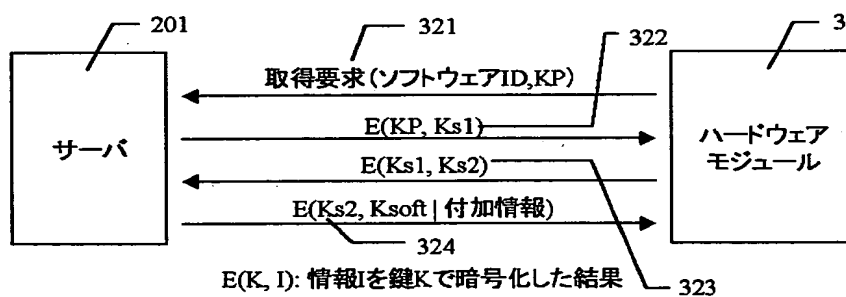 201
321
322
3
取得要求(ソフトウェアID,KP)
E(KP, Ks1)
サーバ
ハードウェア
モジュール
E(Ks1, Ks2)
E(Ks2, Ksoft | 付加情報)
324
323
E(K, I): 情報Iを鍵Kで暗号化した結果